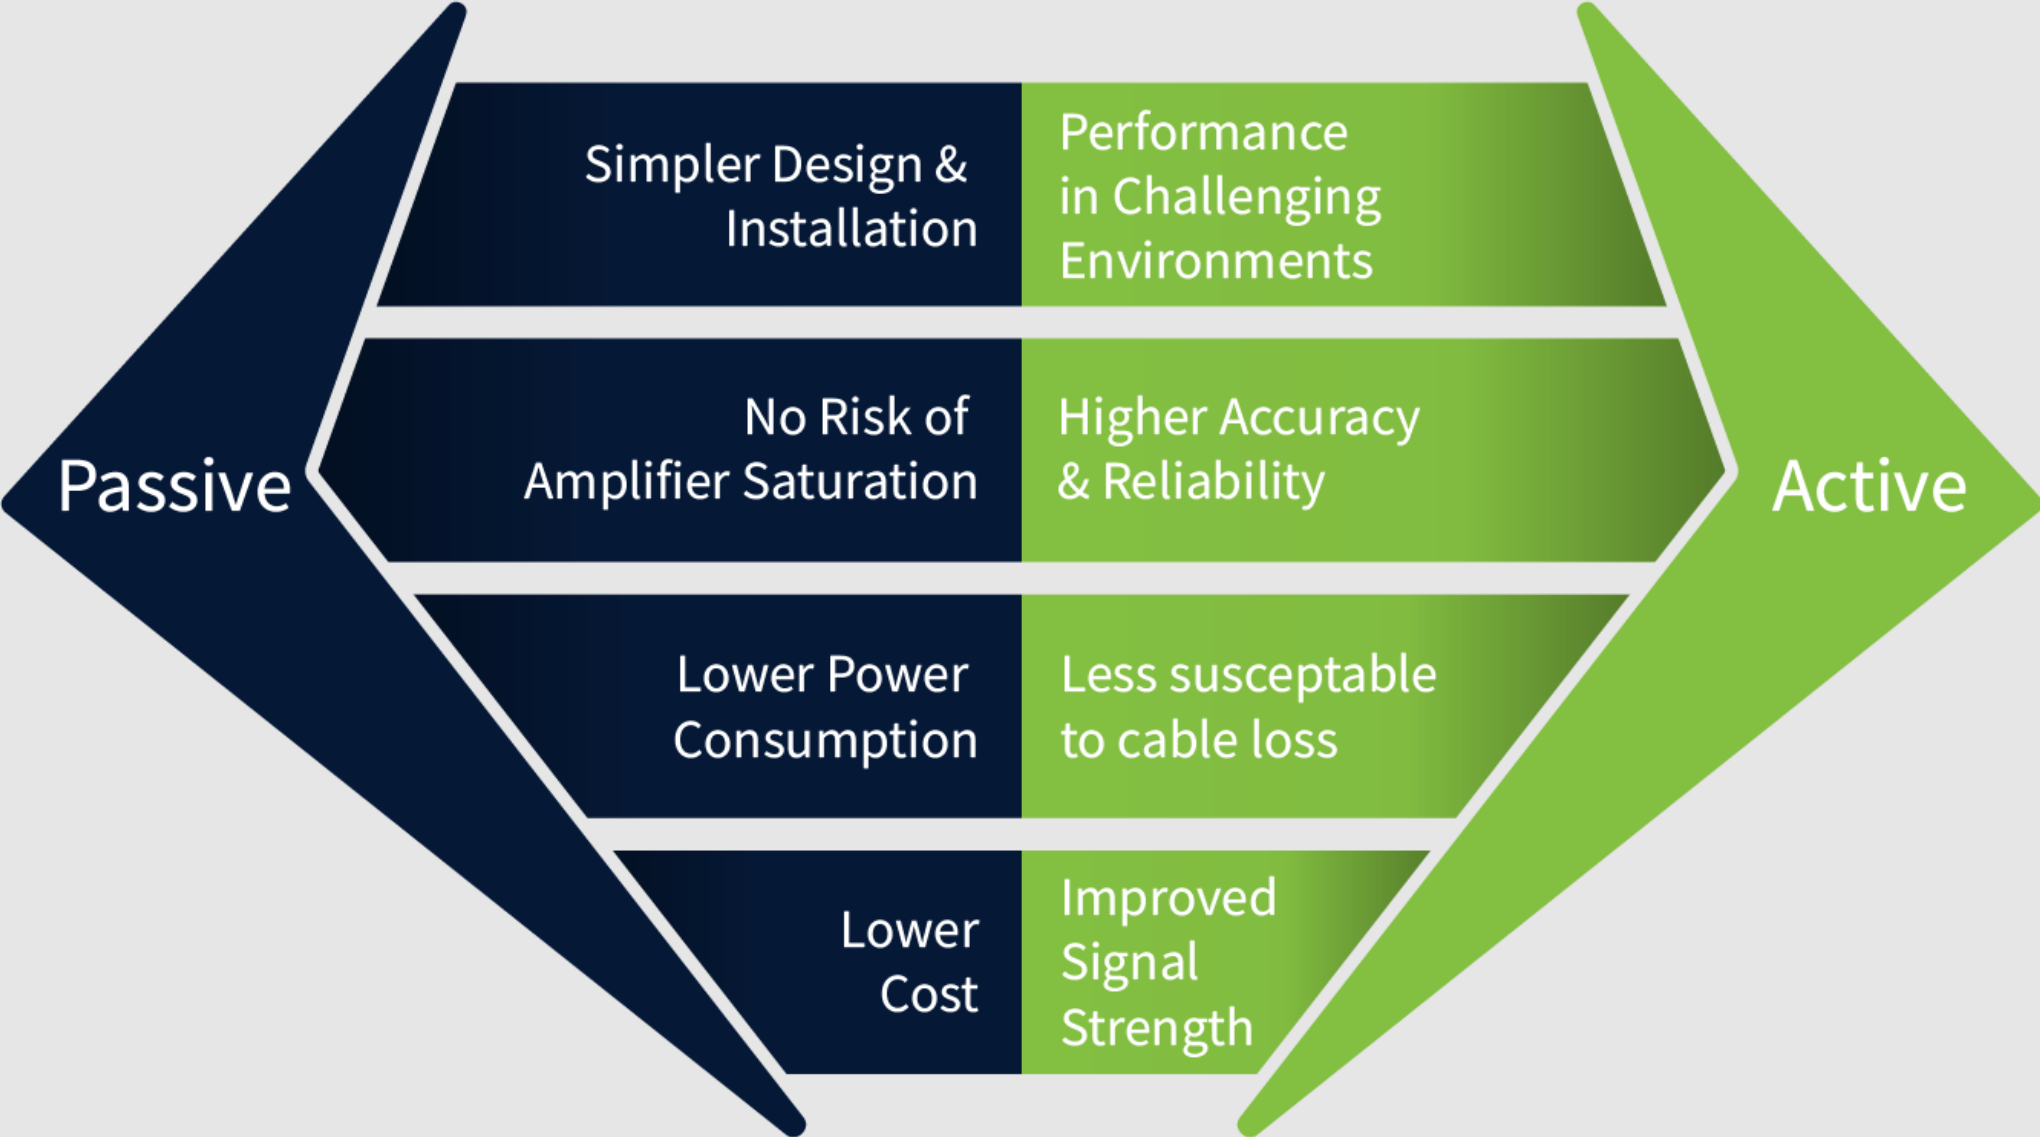 Passive
Simpler Design &
Installation
Performance
in Challenging
Environments
No Risk of
Amplifier Saturation
Higher Accuracy
& Reliability
Lower Power
Consumption
Less susceptable
to cable loss
Lower
Cost
Improved
Signal
Strength
Active